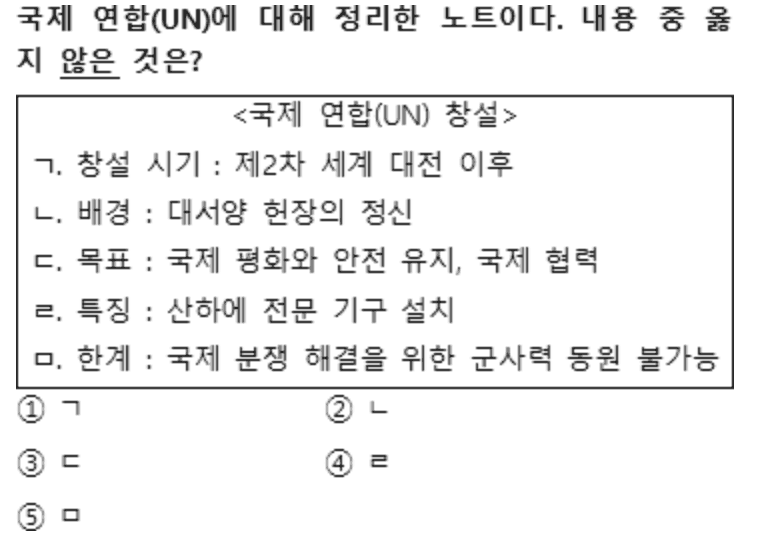 국제 연합(UN)에 대해 정리한 노트이다. 내용 중 옳
지 않은 것은?
<국제 연합(UN) 창설>
ㄱ. 창설 시기 : 제2차 세계 대전 이후
ㄴ. 배경 : 대서양 헌장의 정신
ㄷ. 목표 : 국제 평화와 안전 유지, 국제 협력
ㄹ. 특징 : 산하에 전문 기구 설치
ㅁ. 한계 : 국제 분쟁 해결을 위한 군사력 동원 불가능
① ㄱ ② ㄴ
③ ㄷ ④ ㄹ
⑤ ㅁ